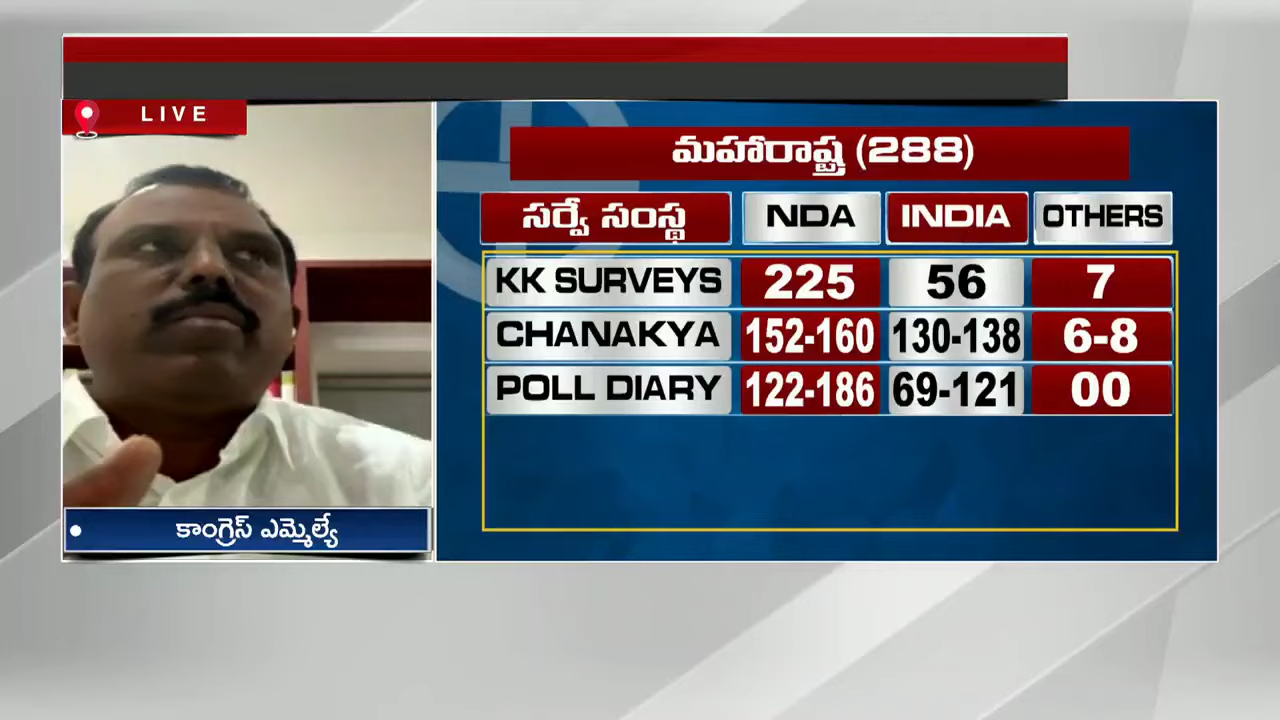 LIVE
మహారాష్ట్ర (288)
సర్వే సంస్థ NDA INDIA OTHERS
KK SURVEYS 225 56 7
CHANAKYA 152-160 130-138 6-8
POLL DIARY 122-186 69-121 00
కాంగ్రెస్ ఎమ్మెల్యే